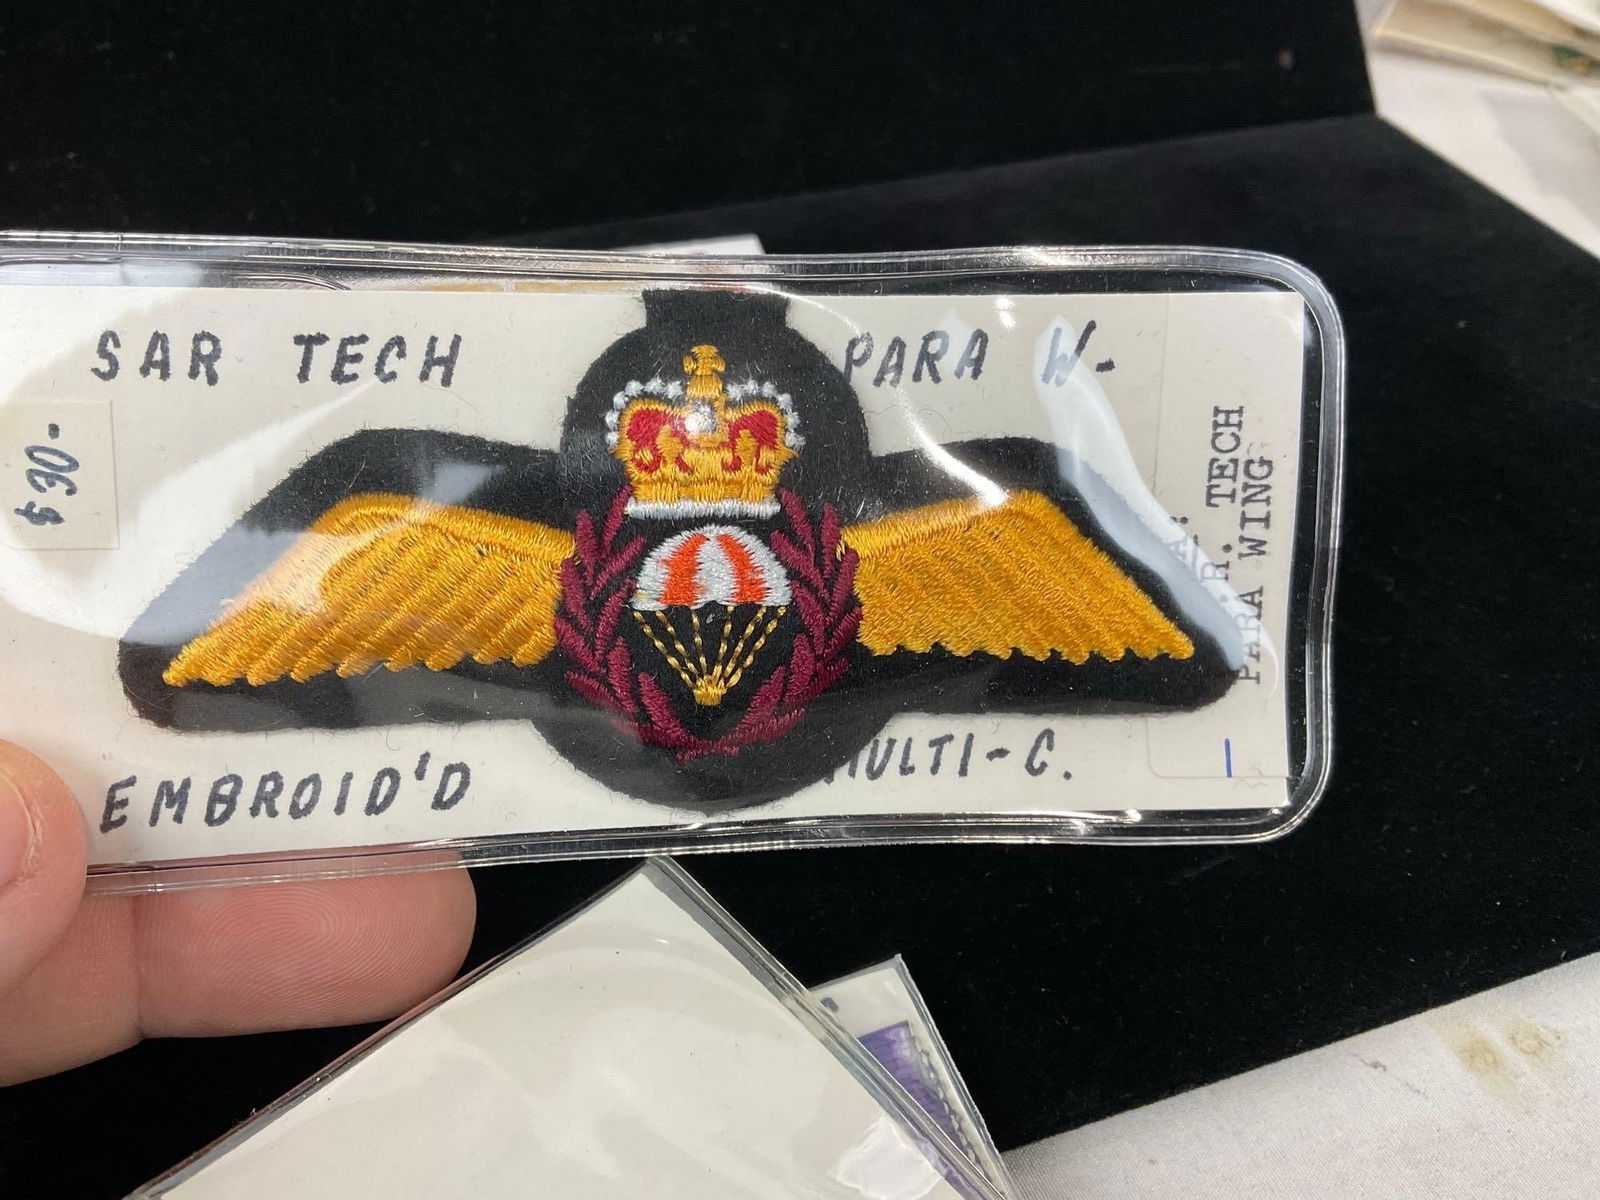 SAR TECH PARA W-
$30-
EMBROID'D MULTI-C.
TECH
PARA WING